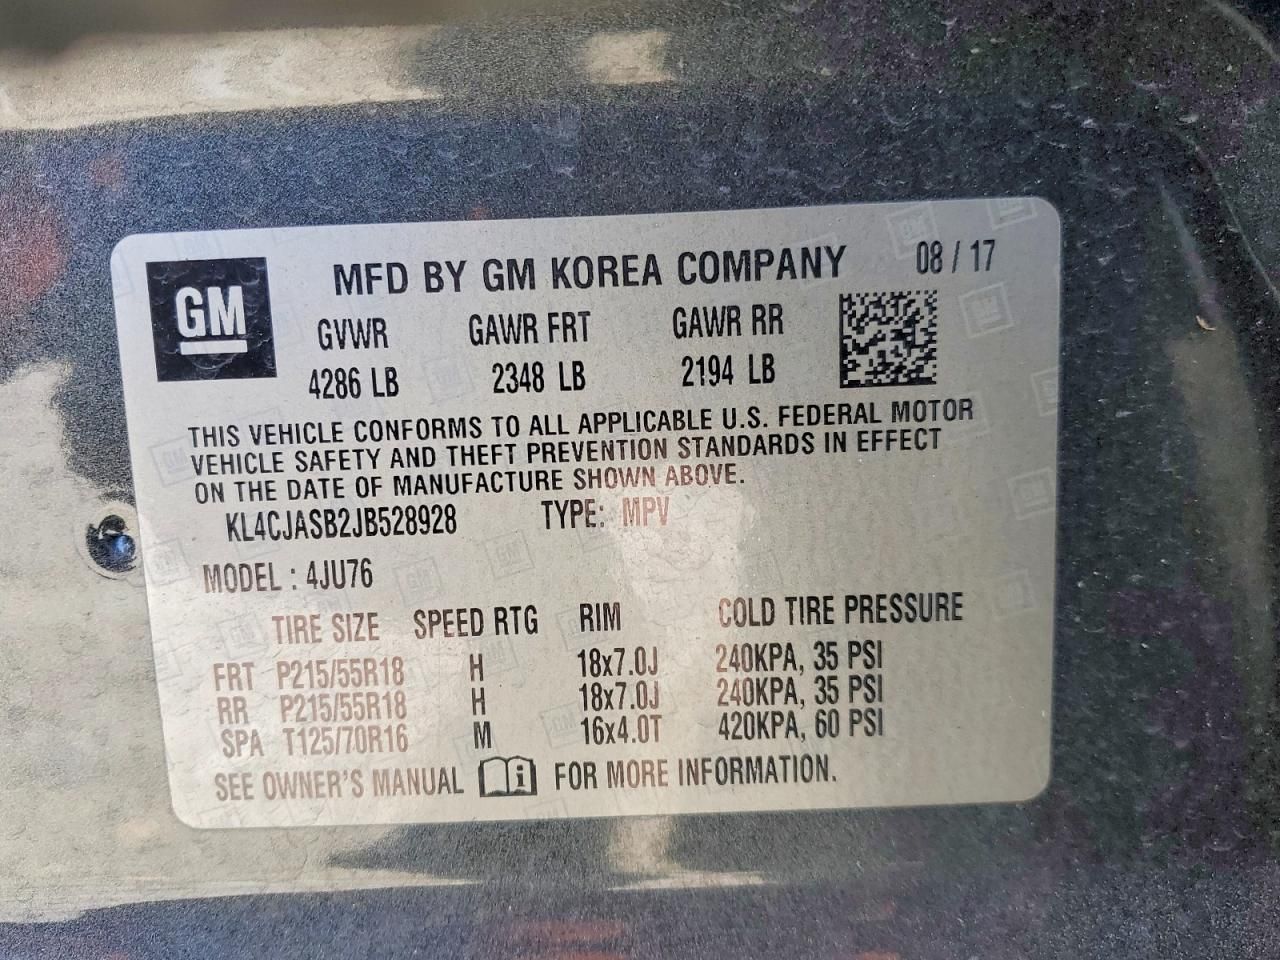 GM
MFD BY GM KOREA COMPANY 08 / 17
GVWR GAWR FRT GAWR RR
4286 LB 2348 LB 2194 LB
THIS VEHICLE CONFORMS TO ALL APPLICABLE U.S. FEDERAL MOTOR
VEHICLE SAFETY AND THEFT PREVENTION STANDARDS IN EFFECT
ON THE DATE OF MANUFACTURE SHOWN ABOVE.
KL4CJASB2JB528928 TYPE: MPV
MODEL : 4JU76
TIRE SIZE SPEED RTG RIM COLD TIRE PRESSURE
FRT P215/55R18 H 18x7.0J 240KPA, 35 PSI
RR P215/55R18 H 18x7.0J 240KPA, 35 PSI
SPA T125/70R16 M 16x4.0T 420KPA, 60 PSI
SEE OWNER'S MANUAL i FOR MORE INFORMATION.